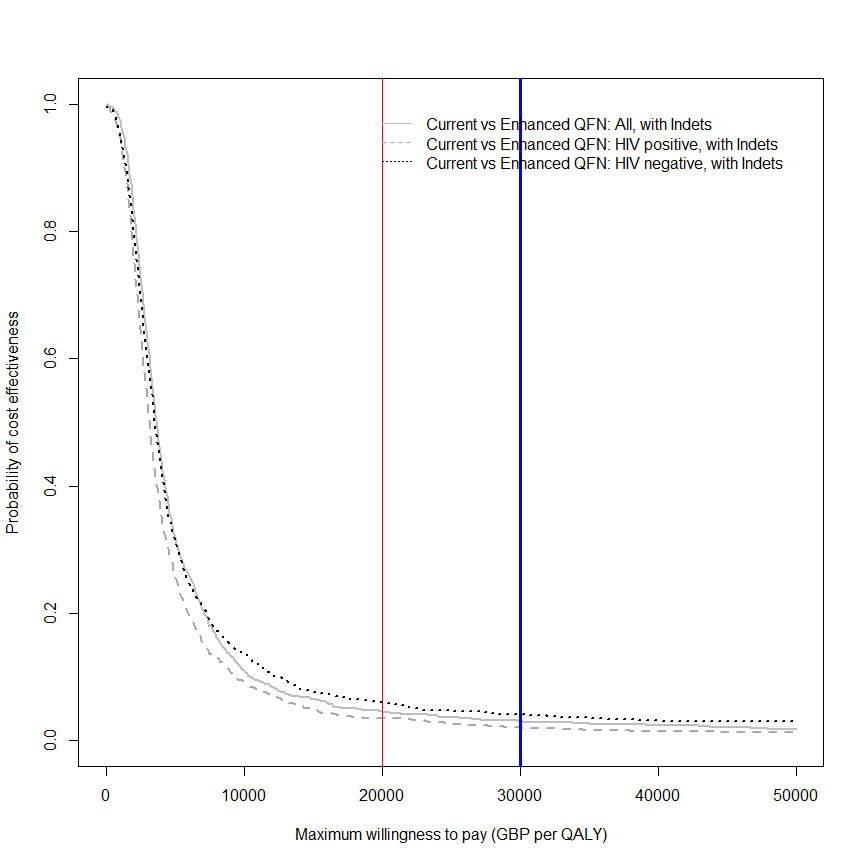 Current vs Enhanced QFN: All, with Indets
Current vs Enhanced QFN: HIV positive, with Indets
Current vs Enhanced QFN: HIV negative, with Indets
Probability of cost effectiveness
1.0
0.8
0.6
0.4
0.2
0.0
0 10000 20000 30000 40000 50000
Maximum willingness to pay (GBP per QALY)